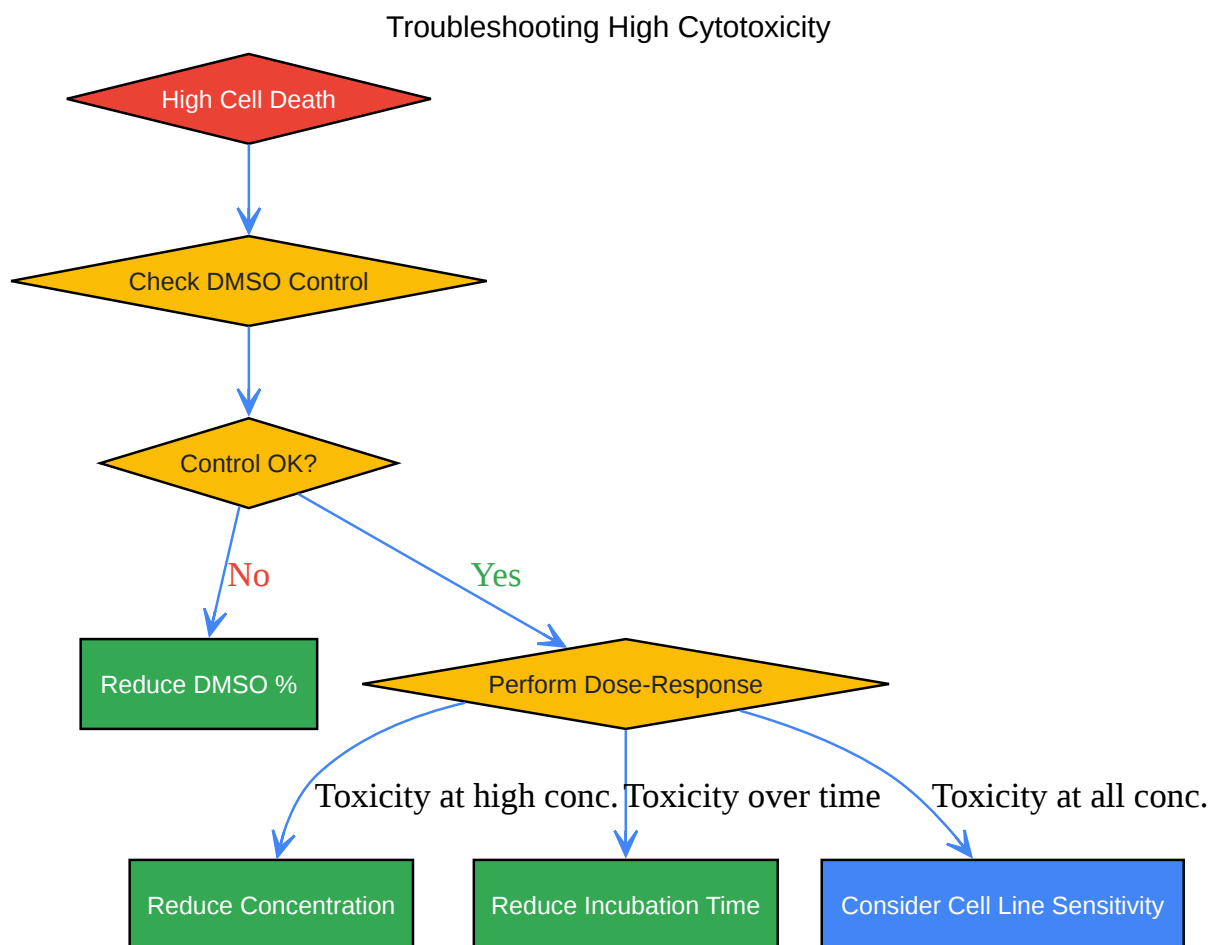 Troubleshooting High Cytotoxicity
High Cell Death
Check DMSO Control
Control OK?
No
Yes
Reduce DMSO %
Perform Dose-Response
Toxicity at high conc.
Toxicity over time
Toxicity at all conc.
Reduce Concentration
Reduce Incubation Time
Consider Cell Line Sensitivity